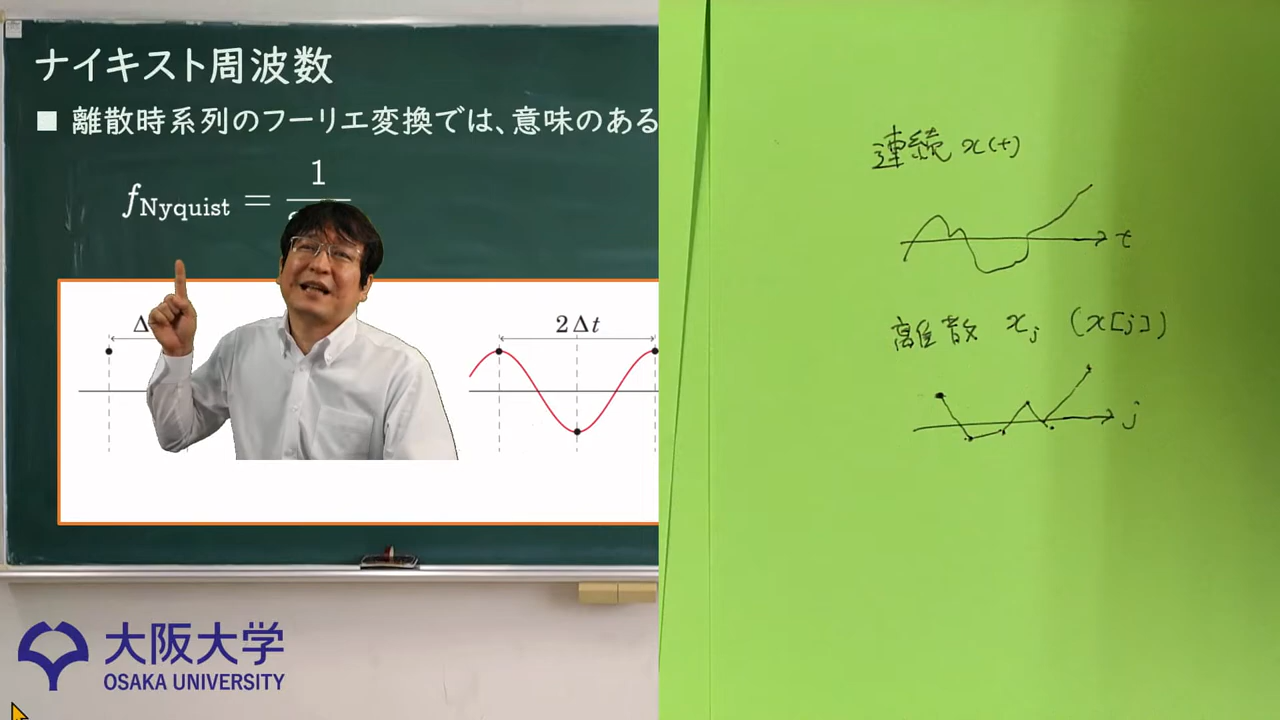 ナイキスト周波数
■ 離散時系列のフーリエ変換では、意味のある
f_Nyquist = 1
Δ
2Δt
大阪大学
OSAKA UNIVERSITY
連続 x(t)
t
離散 x_j (x[j])
j